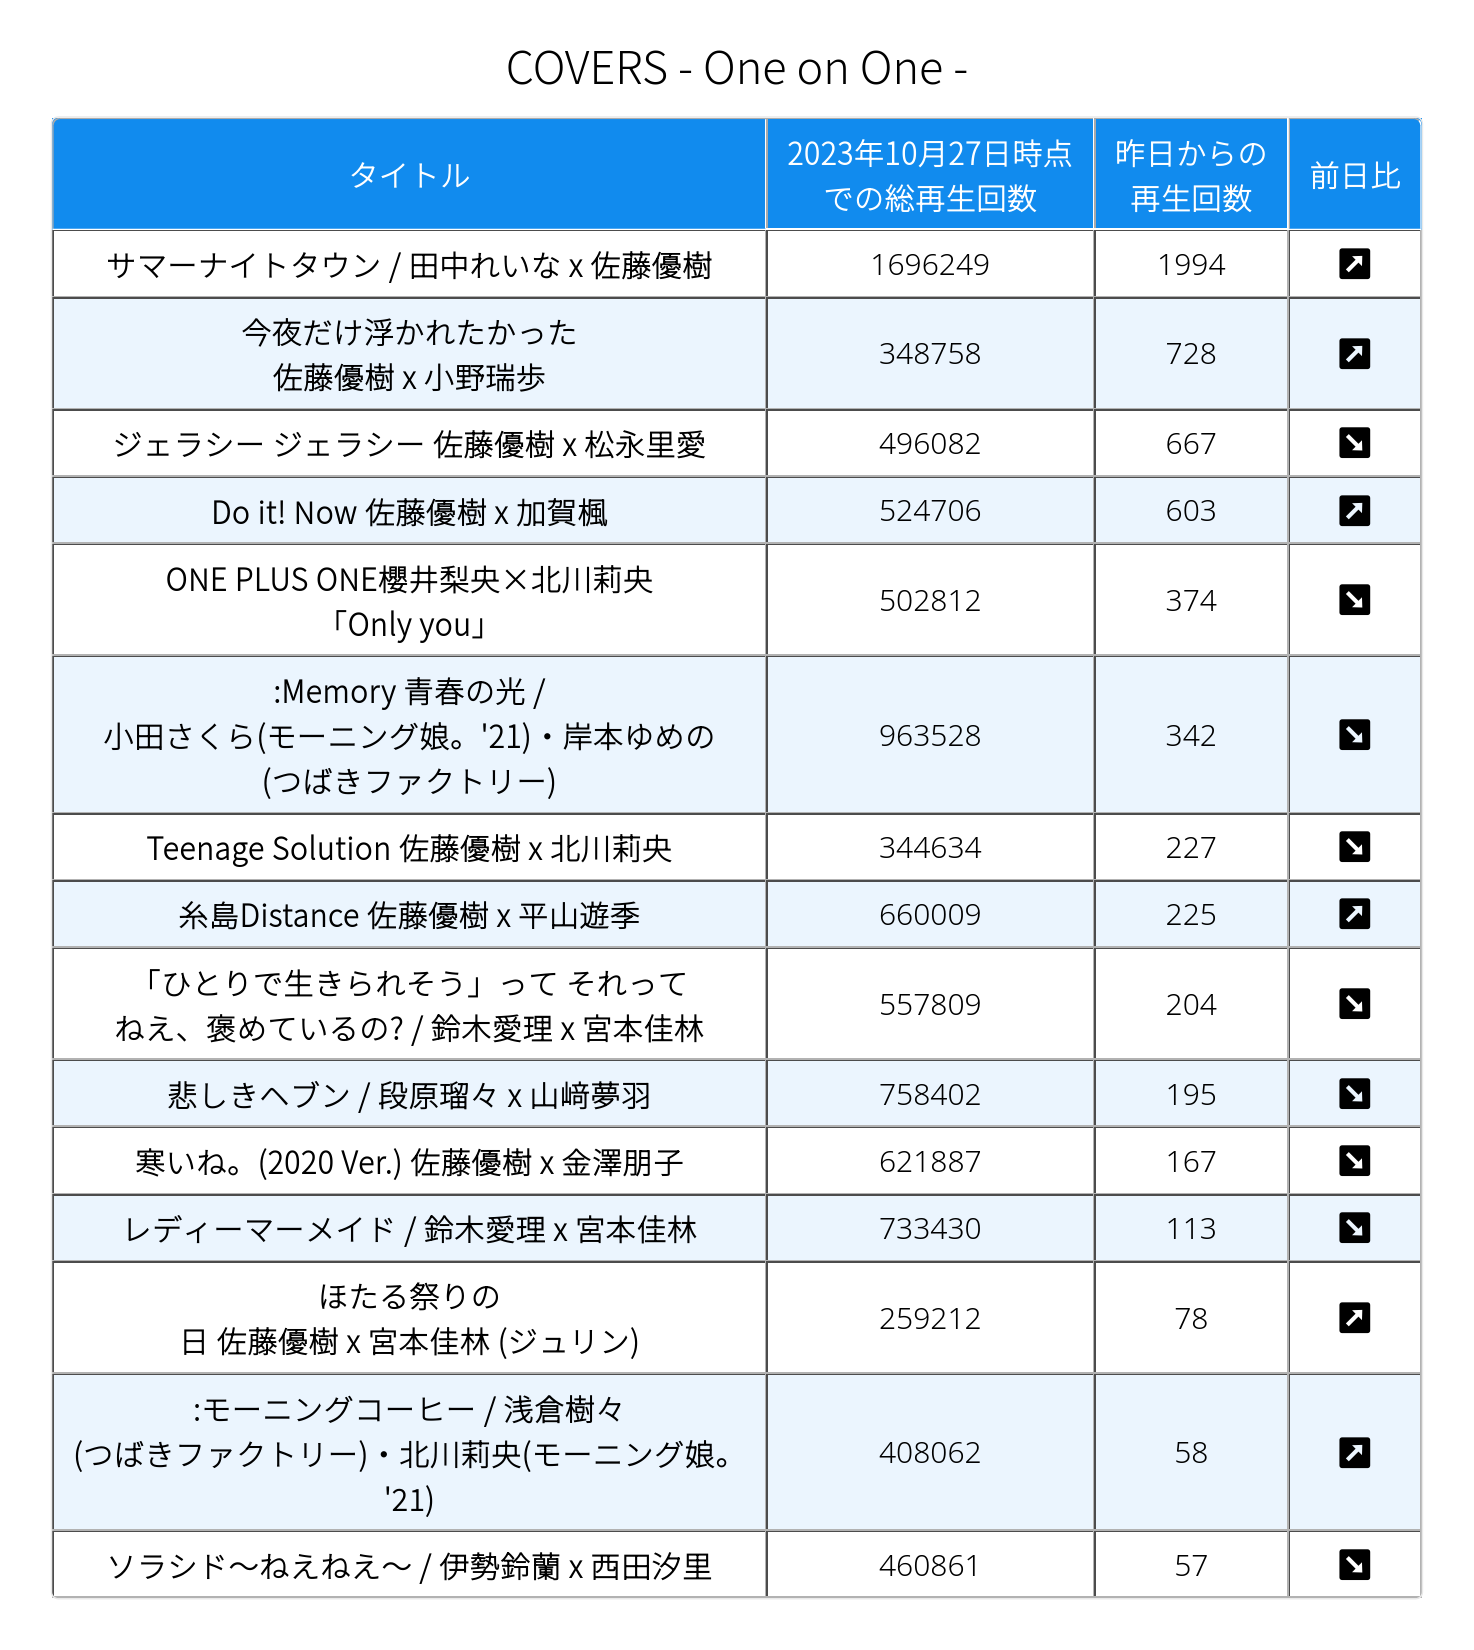 COVERS - One on One -
タイトル
2023年10月27日時点
での総再生回数
昨日からの
再生回数
前日比
サマーナイトタウン / 田中れいな x 佐藤優樹
1696249
1994
今夜だけ浮かれたかった
佐藤優樹 x 小野瑞歩
348758
728
ジェラシー ジェラシー 佐藤優樹 x 松永里愛
496082
667
Do it! Now 佐藤優樹 x 加賀楓
524706
603
ONE PLUS ONE櫻井梨央×北川莉央
「Only you」
502812
374
:Memory 青春の光 /
小田さくら(モーニング娘。'21)・岸本ゆめの
(つばきファクトリー)
963528
342
Teenage Solution 佐藤優樹 x 北川莉央
344634
227
糸島Distance 佐藤優樹 x 平山遊季
660009
225
「ひとりで生きられそう」って それって
ねえ、褒めているの? / 鈴木愛理 x 宮本佳林
557809
204
悲しきヘブン / 段原瑠々 x 山﨑夢羽
758402
195
寒いね。(2020 Ver.) 佐藤優樹 x 金澤朋子
621887
167
レディーマーメイド / 鈴木愛理 x 宮本佳林
733430
113
ほたる祭りの
日 佐藤優樹 x 宮本佳林 (ジュリン)
259212
78
:モーニングコーヒー / 浅倉樹々
(つばきファクトリー)・北川莉央(モーニング娘。
'21)
408062
58
ソラシド〜ねえねえ〜 / 伊勢鈴蘭 x 西田汐里
460861
57